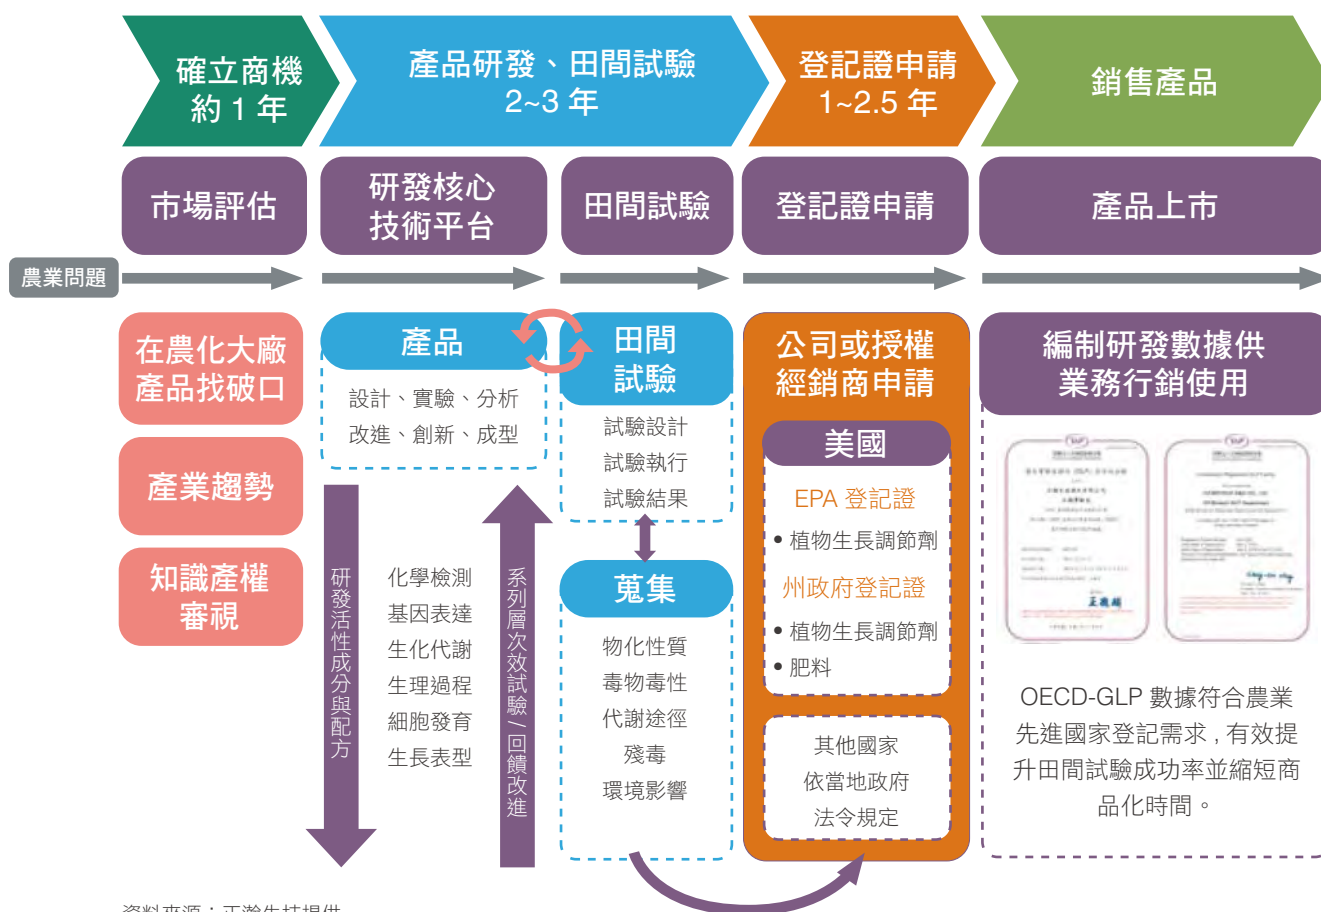 確立商機
約 1 年
產品研發、田間試驗
2~3 年
登記證申請
1~2.5 年
銷售產品
市場評估
研發核心
技術平台
田間試驗
登記證申請
產品上市
農業問題
在農化大廠
產品找破口
產業趨勢
知識產權
審視
產品
設計、實驗、分析
改進、創新、成型
研發活性成分與配方
化學檢測
基因表達
生化代謝
生理過程
細胞發育
生長表型
系列層次效試驗 / 回饋改進
田間
試驗
試驗設計
試驗執行
試驗結果
蒐集
物化性質
毒物毒性
代謝途徑
殘毒
環境影響
公司或授權
經銷商申請
美國
EPA 登記證
• 植物生長調節劑
州政府登記證
• 植物生長調節劑
• 肥料
其他國家
依當地政府
法令規定
編制研發數據供
業務行銷使用
OECD-GLP 數據符合農業
先進國家登記需求 , 有效提
升田間試驗成功率並縮短商
品化時間。
資料來源：正瀚生技提供